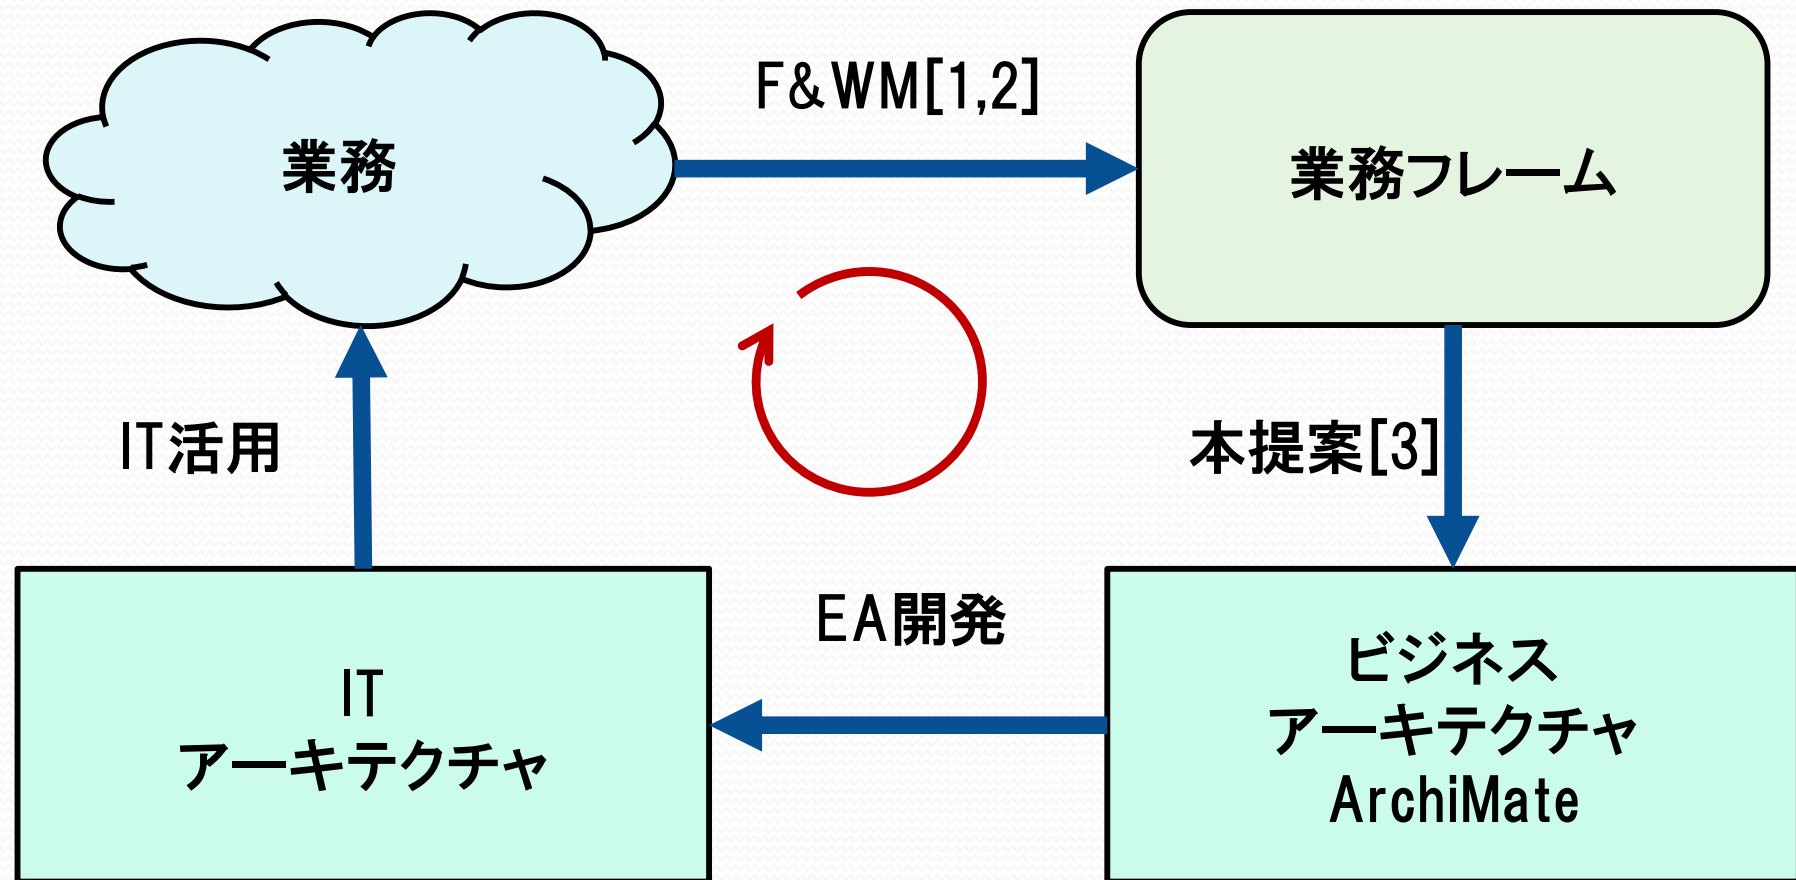 業務
F&WM[1,2]
業務フレーム
IT活用
本提案[3]
EA開発
IT
アーキテクチャ
ビジネス
アーキテクチャ
ArchiMate